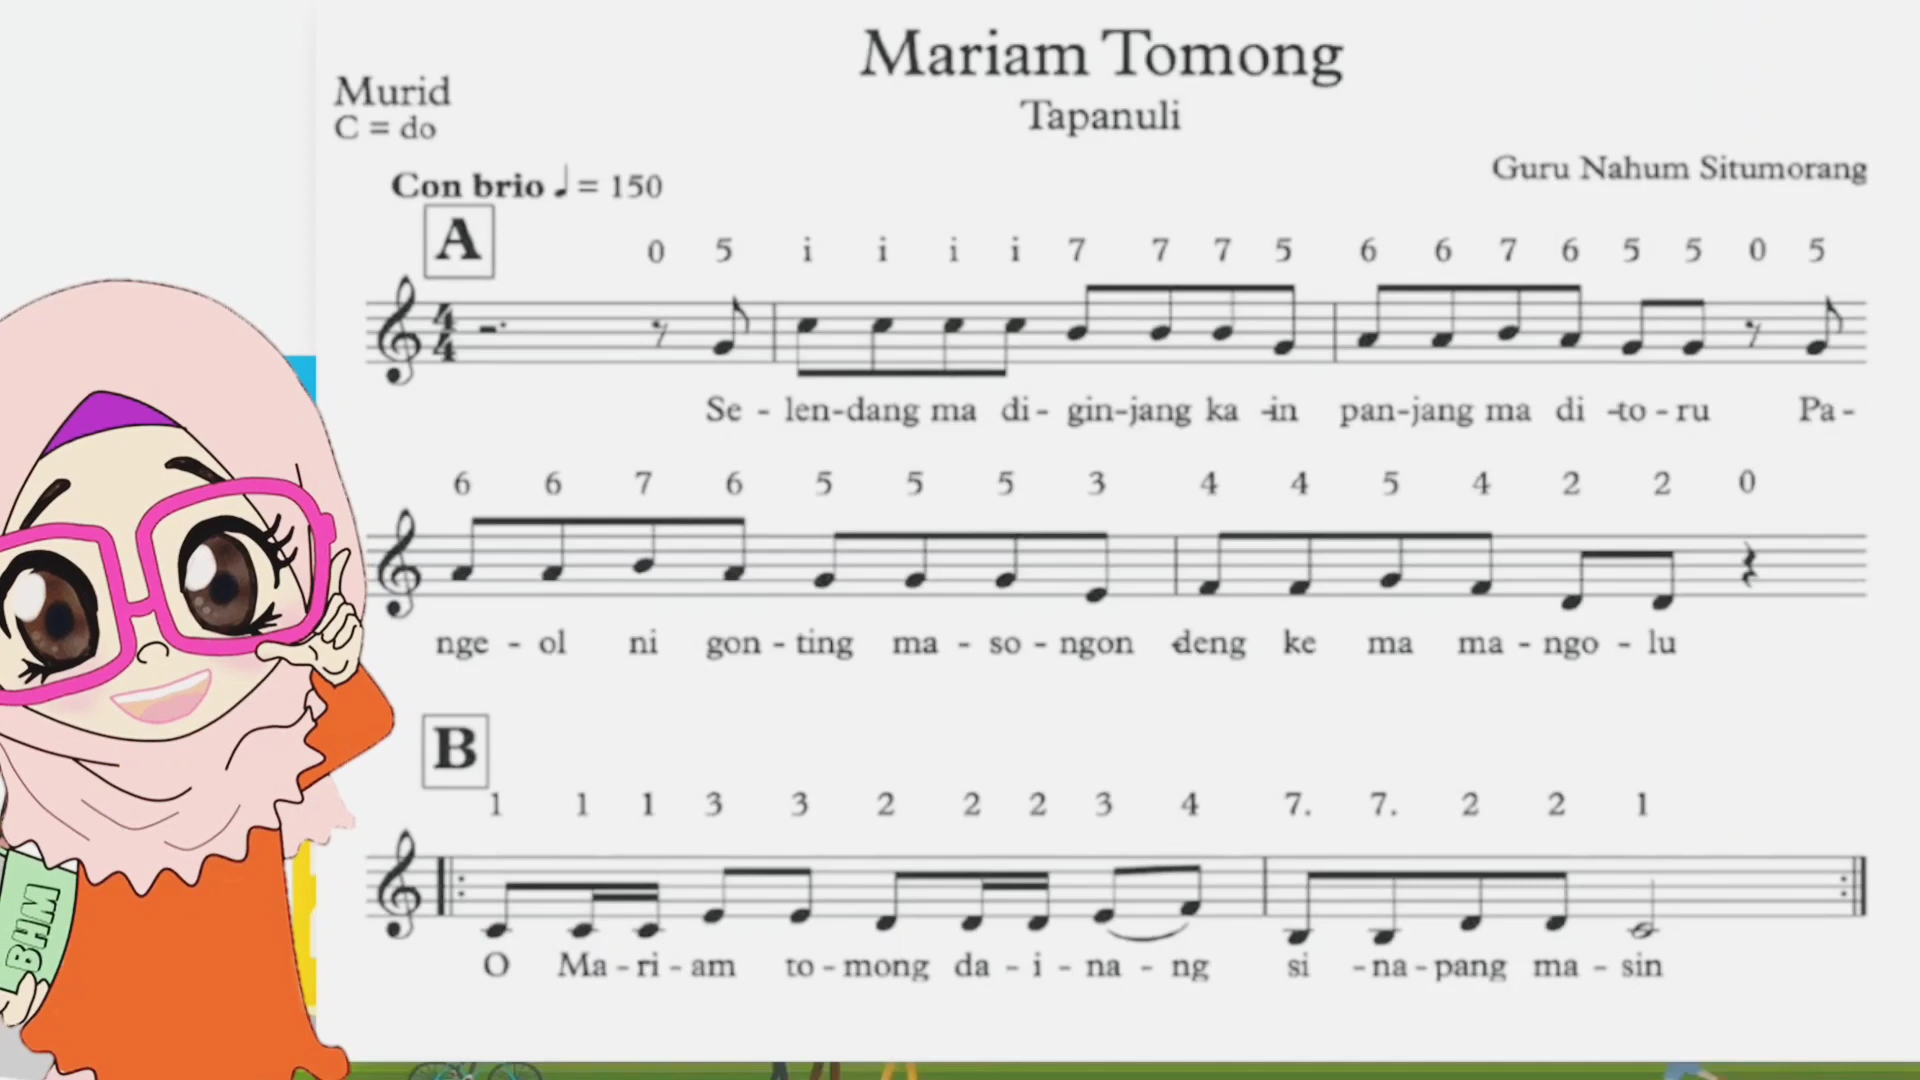 Mariam Tomong
Murid
Tapanuli
C = do
Guru Nahum Situmorang
Con brio ♩ = 150
A
0 5 i i i i 7 7 7 5 6 6 7 6 5 5 0 5
4
4
Se - len-dang ma di - gin-jang ka -in pan-jang ma di -to - ru Pa -
6 6 7 6 5 5 5 3 4 4 5 4 2 2 0
nge - ol ni gon - ting ma - so - ngon -deng ke ma ma - ngo - lu
B
1 1 1 3 3 2 2 2 3 4 7. 7. 2 2 1
O Ma - ri - am to - mong da - i - na - ng si -na - pang ma - sin
BHM